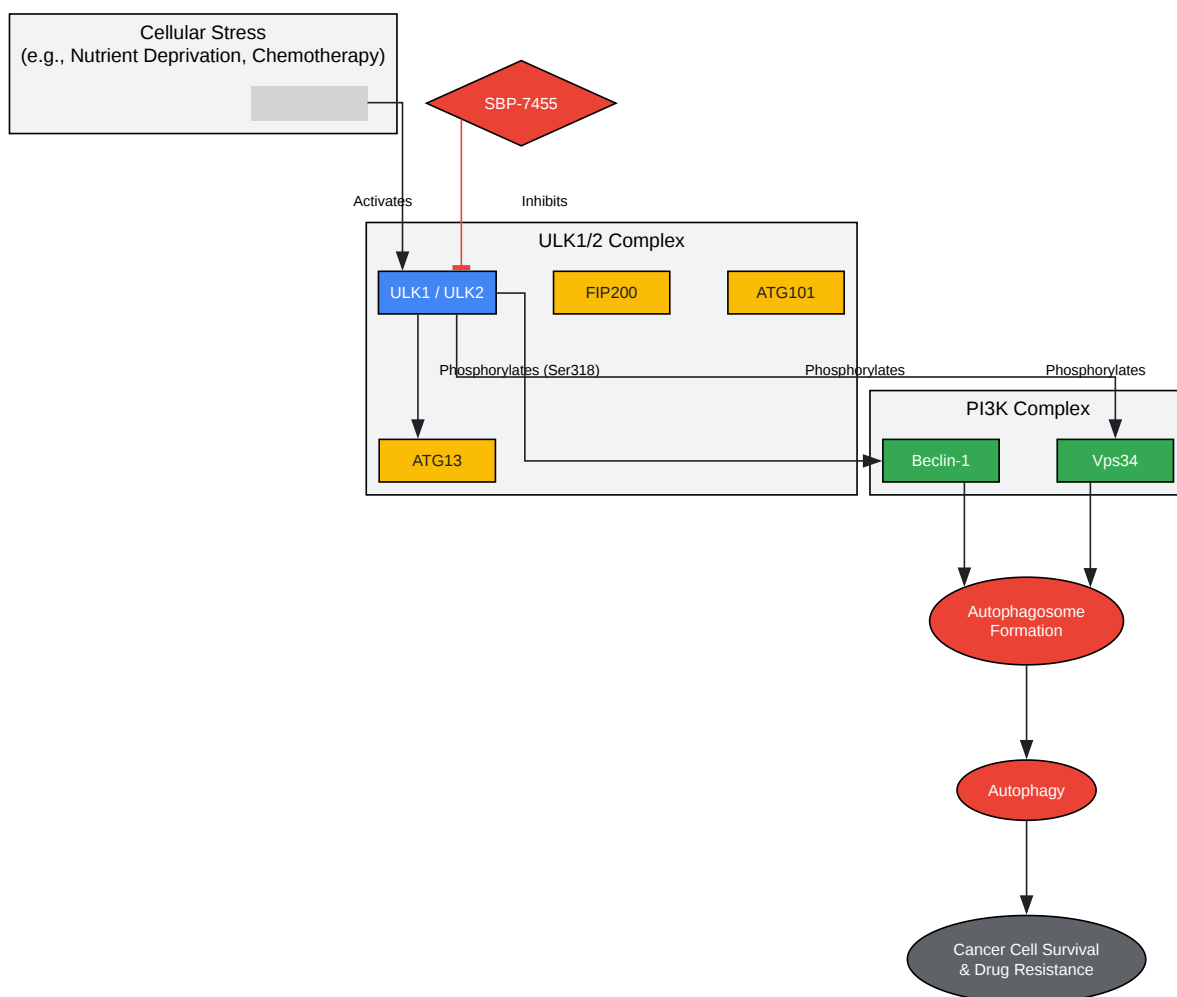 Cellular Stress
(e.g., Nutrient Deprivation, Chemotherapy)
SBP-7455
Activates
Inhibits
ULK1/2 Complex
ULK1 / ULK2
FIP200
ATG101
Phosphorylates (Ser318)
Phosphorylates
Phosphorylates
PI3K Complex
ATG13
Beclin-1
Vps34
Autophagosome
Formation
Autophagy
Cancer Cell Survival
& Drug Resistance